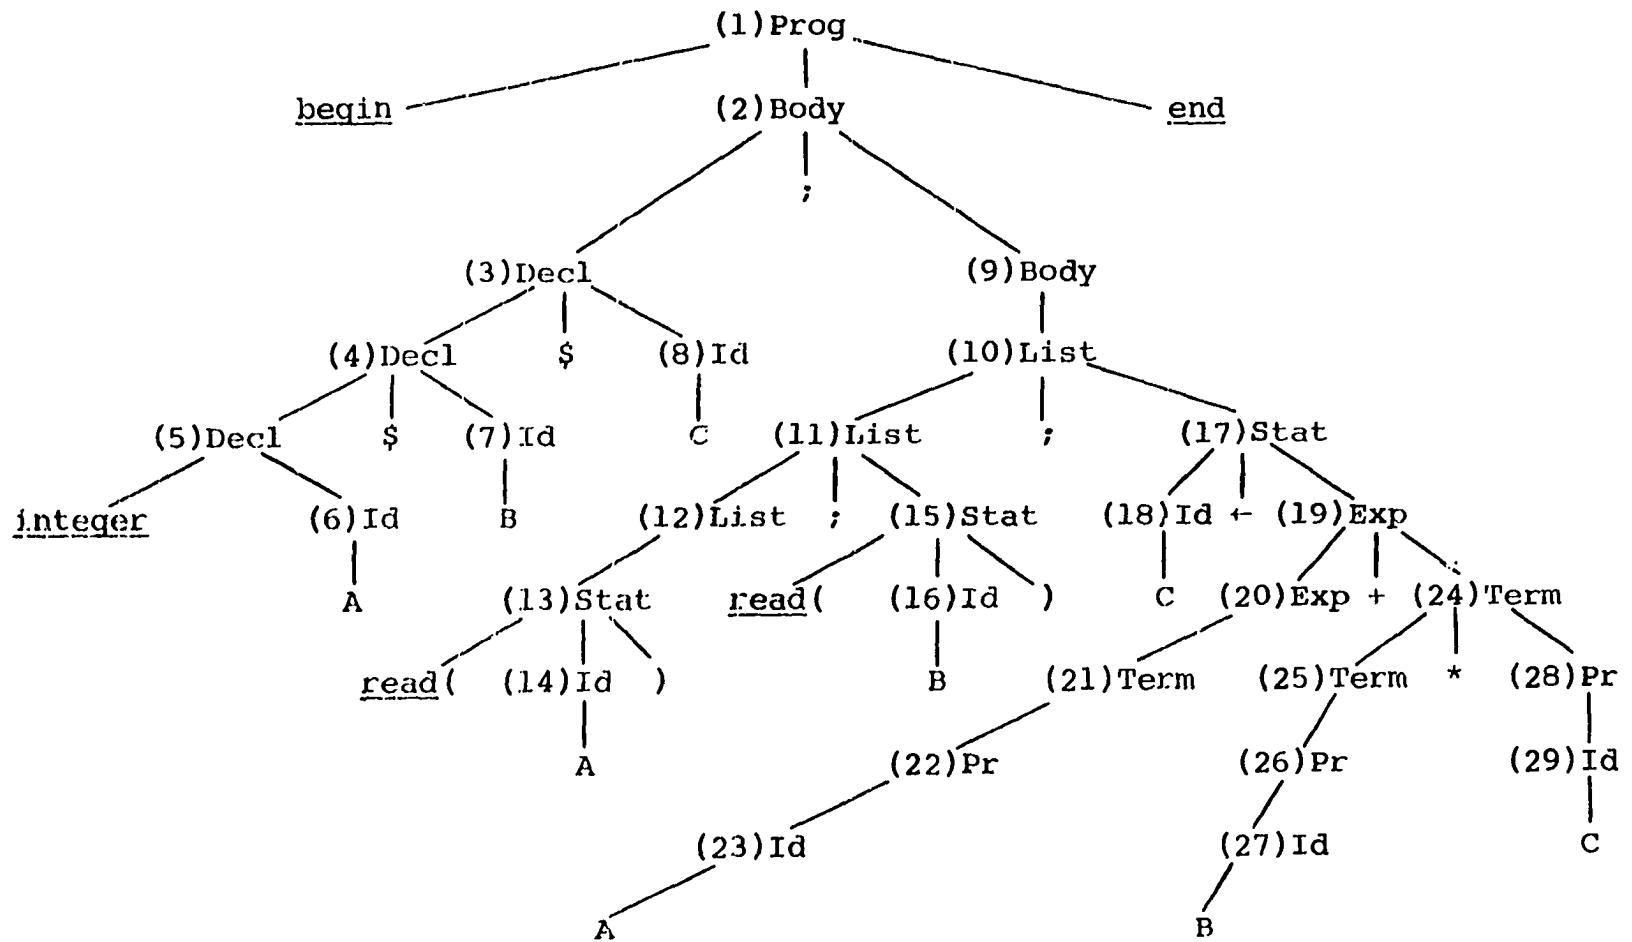 (1)Prog
begin (2)Body end
;
(3)Decl (9)Body
(4)Decl $ (8)Id (10)List
(5)Decl $ (7)Id C (11)List ; (17)Stat
integer (6)Id B (12)List ; (15)Stat (18)Id ← (19)Exp
A (13)Stat read( (16)Id ) C (20)Exp + (24)Term
read( (14)Id ) B (21)Term (25)Term * (28)Pr
A (22)Pr (26)Pr (29)Id
(23)Id (27)Id C
A B